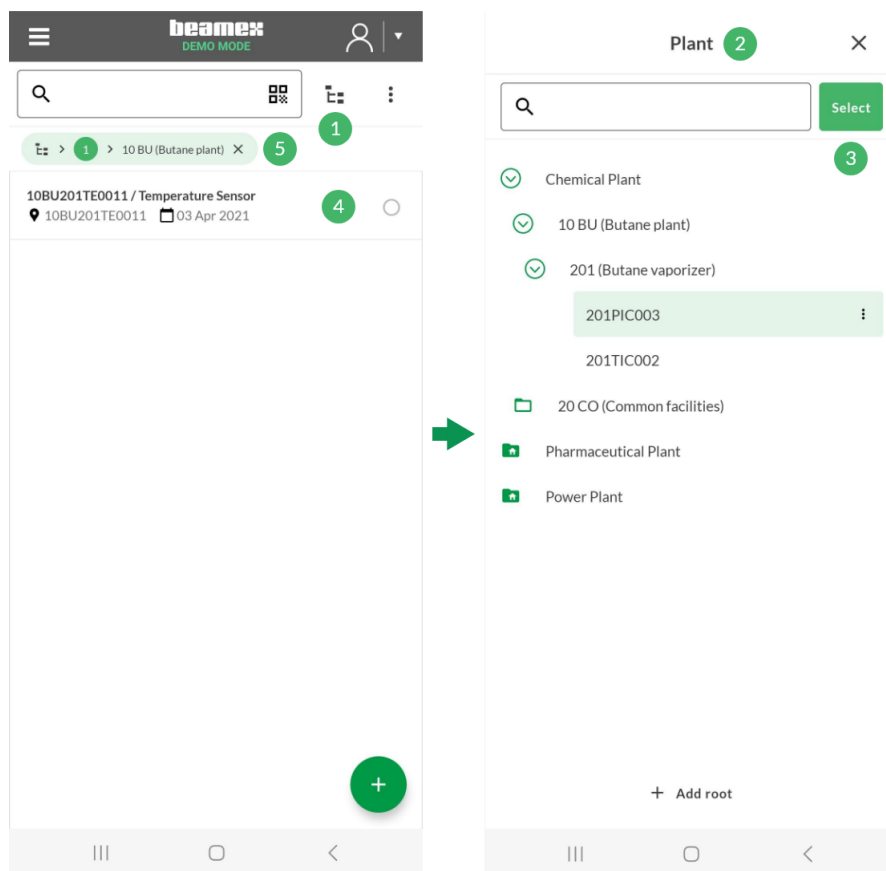 beamex
DEMO MODE
1
1 10 BU (Butane plant) 5
10BU201TE0011 / Temperature Sensor
10BU201TE0011 03 Apr 2021
4
+
Plant 2
Select
3
Chemical Plant
10 BU (Butane plant)
201 (Butane vaporizer)
201PIC003
201TIC002
20 CO (Common facilities)
Pharmaceutical Plant
Power Plant
+ Add root